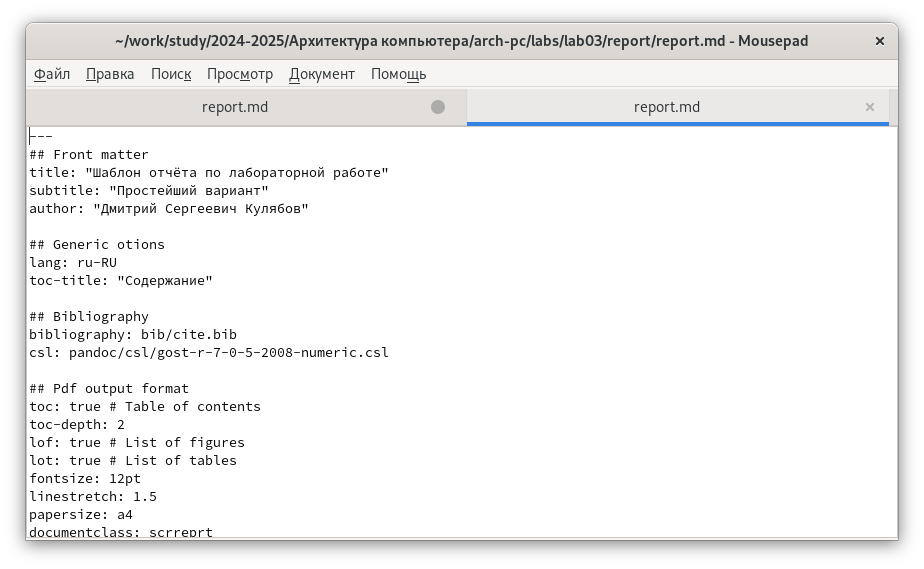 ~/work/study/2024-2025/Архитектура компьютера/arch-pc/labs/lab03/report/report.md - Mousepad
Файл Правка Поиск Просмотр Документ Помощь
report.md report.md
---
## Front matter
title: "Шаблон отчёта по лабораторной работе"
subtitle: "Простейший вариант"
author: "Дмитрий Сергеевич Кулябов"
## Generic otions
lang: ru-RU
toc-title: "Содержание"
## Bibliography
bibliography: bib/cite.bib
csl: pandoc/csl/gost-r-7-0-5-2008-numeric.csl
## Pdf output format
toc: true # Table of contents
toc-depth: 2
lof: true # List of figures
lot: true # List of tables
fontsize: 12pt
linestretch: 1.5
papersize: a4
documentclass: scrreprt